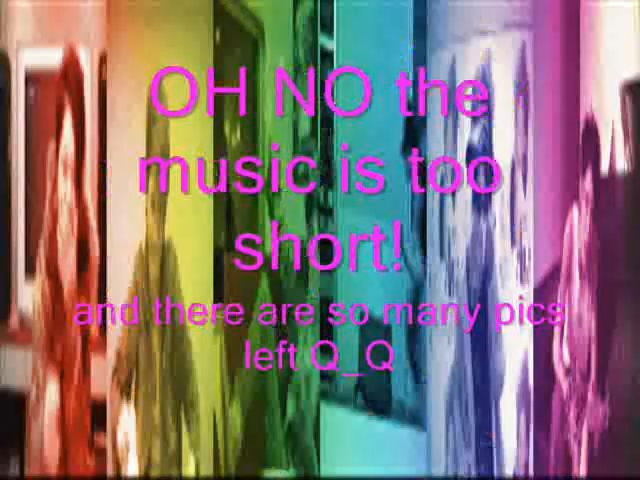 OH NO the
music is too
short!
and there are so many pics
left Q_Q